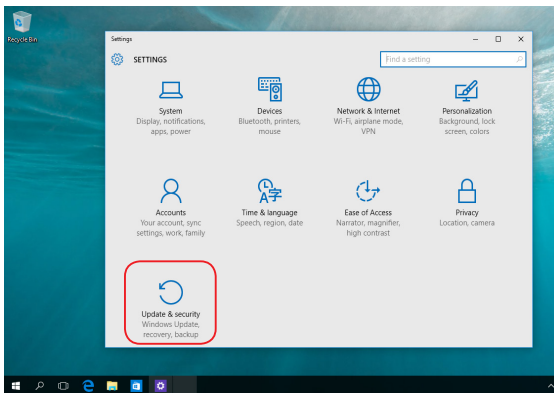 Recycle Bin
Settings
SETTINGS
Find a setting
System
Display, notifications,
apps, power
Devices
Bluetooth, printers,
mouse
Network & Internet
Wi-Fi, airplane mode,
VPN
Personalization
Background, lock
screen, colors
Accounts
Your account, sync
settings, work, family
Time & language
Speech, region, date
Ease of Access
Narrator, magnifier,
high contrast
Privacy
Location, camera
Update & security
Windows Update,
recovery, backup